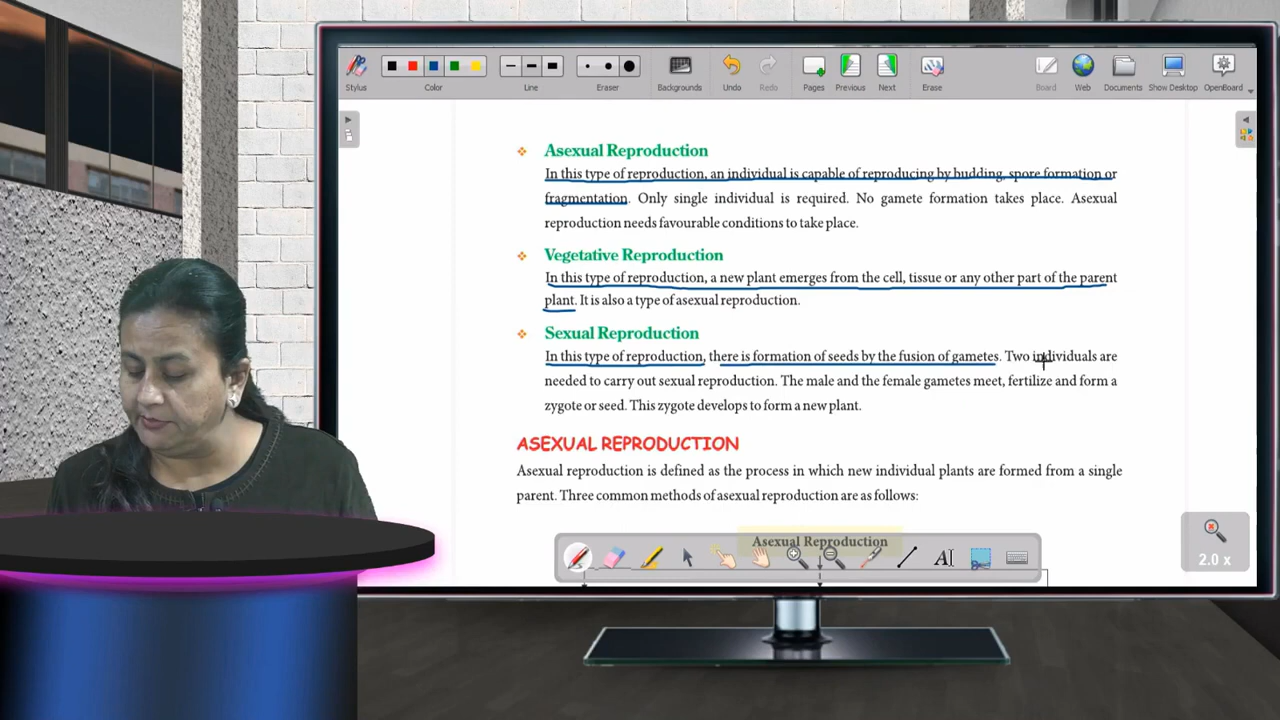 Stylus
Color
Line
Eraser
Backgrounds
Undo
Redo
Pages
Previous
Next
Erase
Board
Web
Documents
Show Desktop
OpenBoard
Asexual Reproduction
In this type of reproduction, an individual is capable of reproducing by budding, spore formation or
fragmentation. Only single individual is required. No gamete formation takes place. Asexual
reproduction needs favourable conditions to take place.
Vegetative Reproduction
In this type of reproduction, a new plant emerges from the cell, tissue or any other part of the parent
plant. It is also a type of asexual reproduction.
Sexual Reproduction
In this type of reproduction, there is formation of seeds by the fusion of gametes. Two individuals are
needed to carry out sexual reproduction. The male and the female gametes meet, fertilize and form a
zygote or seed. This zygote develops to form a new plant.
ASEXUAL REPRODUCTION
Asexual reproduction is defined as the process in which new individual plants are formed from a single
parent. Three common methods of asexual reproduction are as follows:
Asexual Reproduction
AI
2.0 x